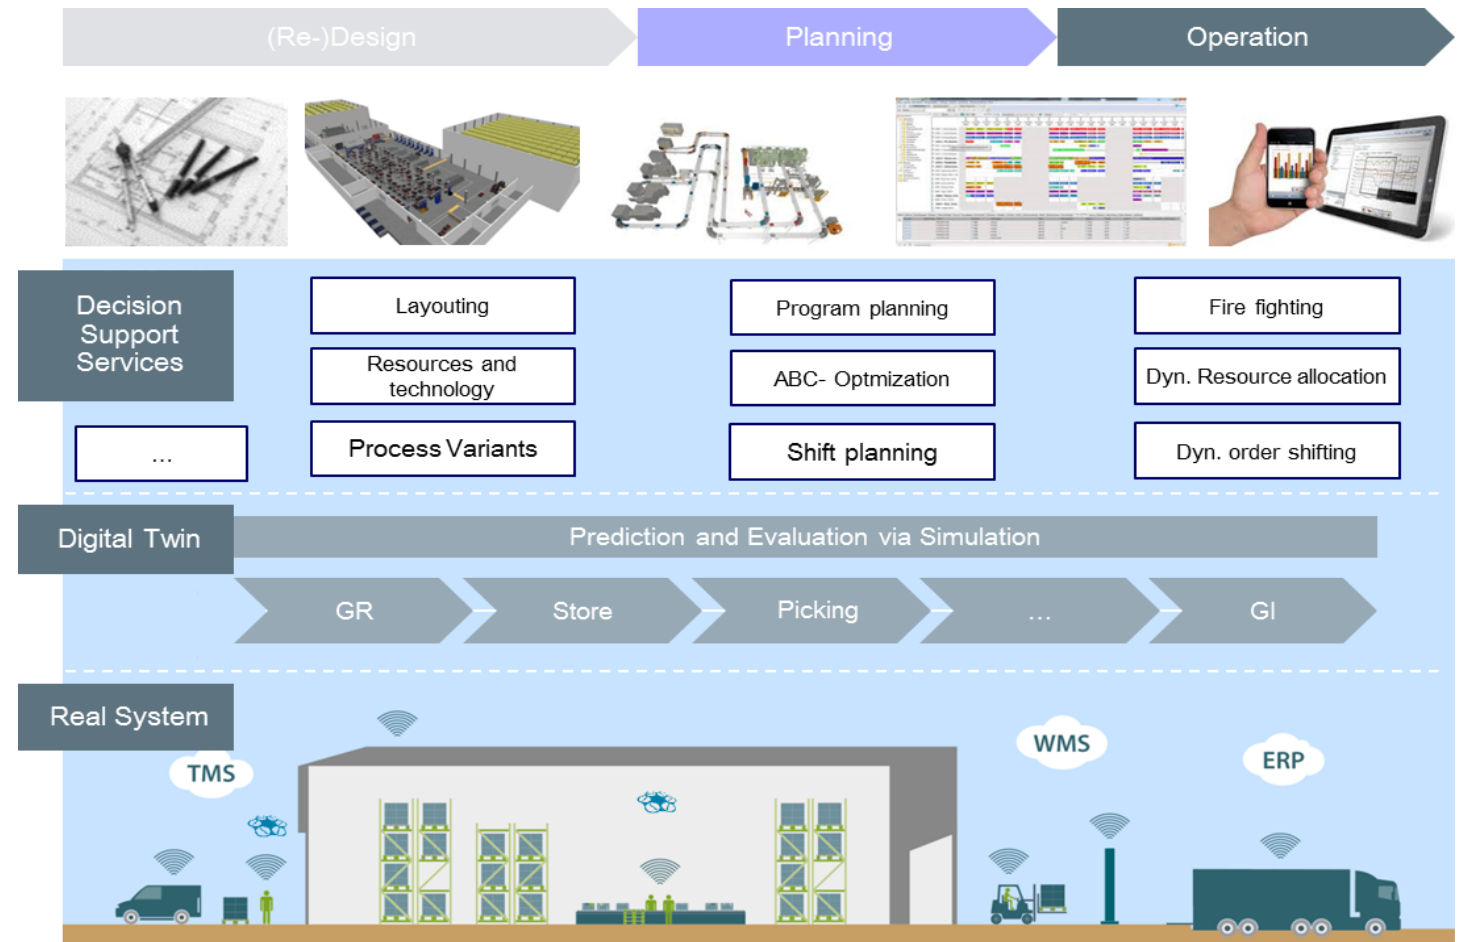 (Re-)Design
Planning
Operation
Decision
Support
Services
Layouting
Program planning
Fire fighting
Resources and
technology
ABC- Optmization
Dyn. Resource allocation
...
Process Variants
Shift planning
Dyn. order shifting
Digital Twin
Prediction and Evaluation via Simulation
GR
Store
Picking
...
GI
Real System
TMS
WMS
ERP